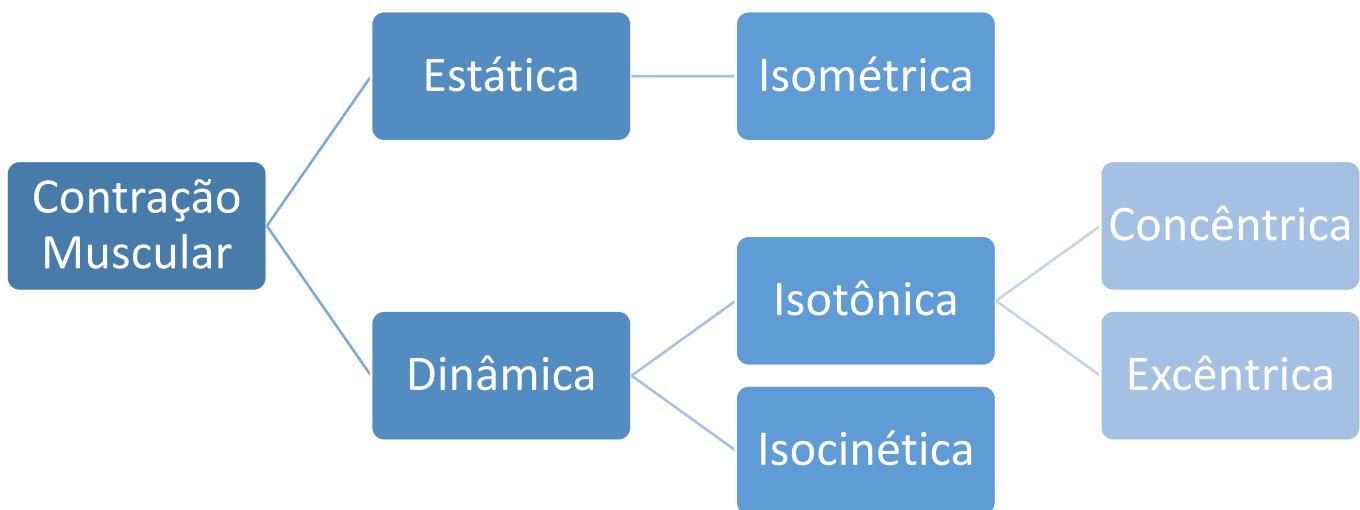 Contração
Muscular
Estática
Isométrica
Dinâmica
Isotônica
Isocinética
Concêntrica
Excêntrica